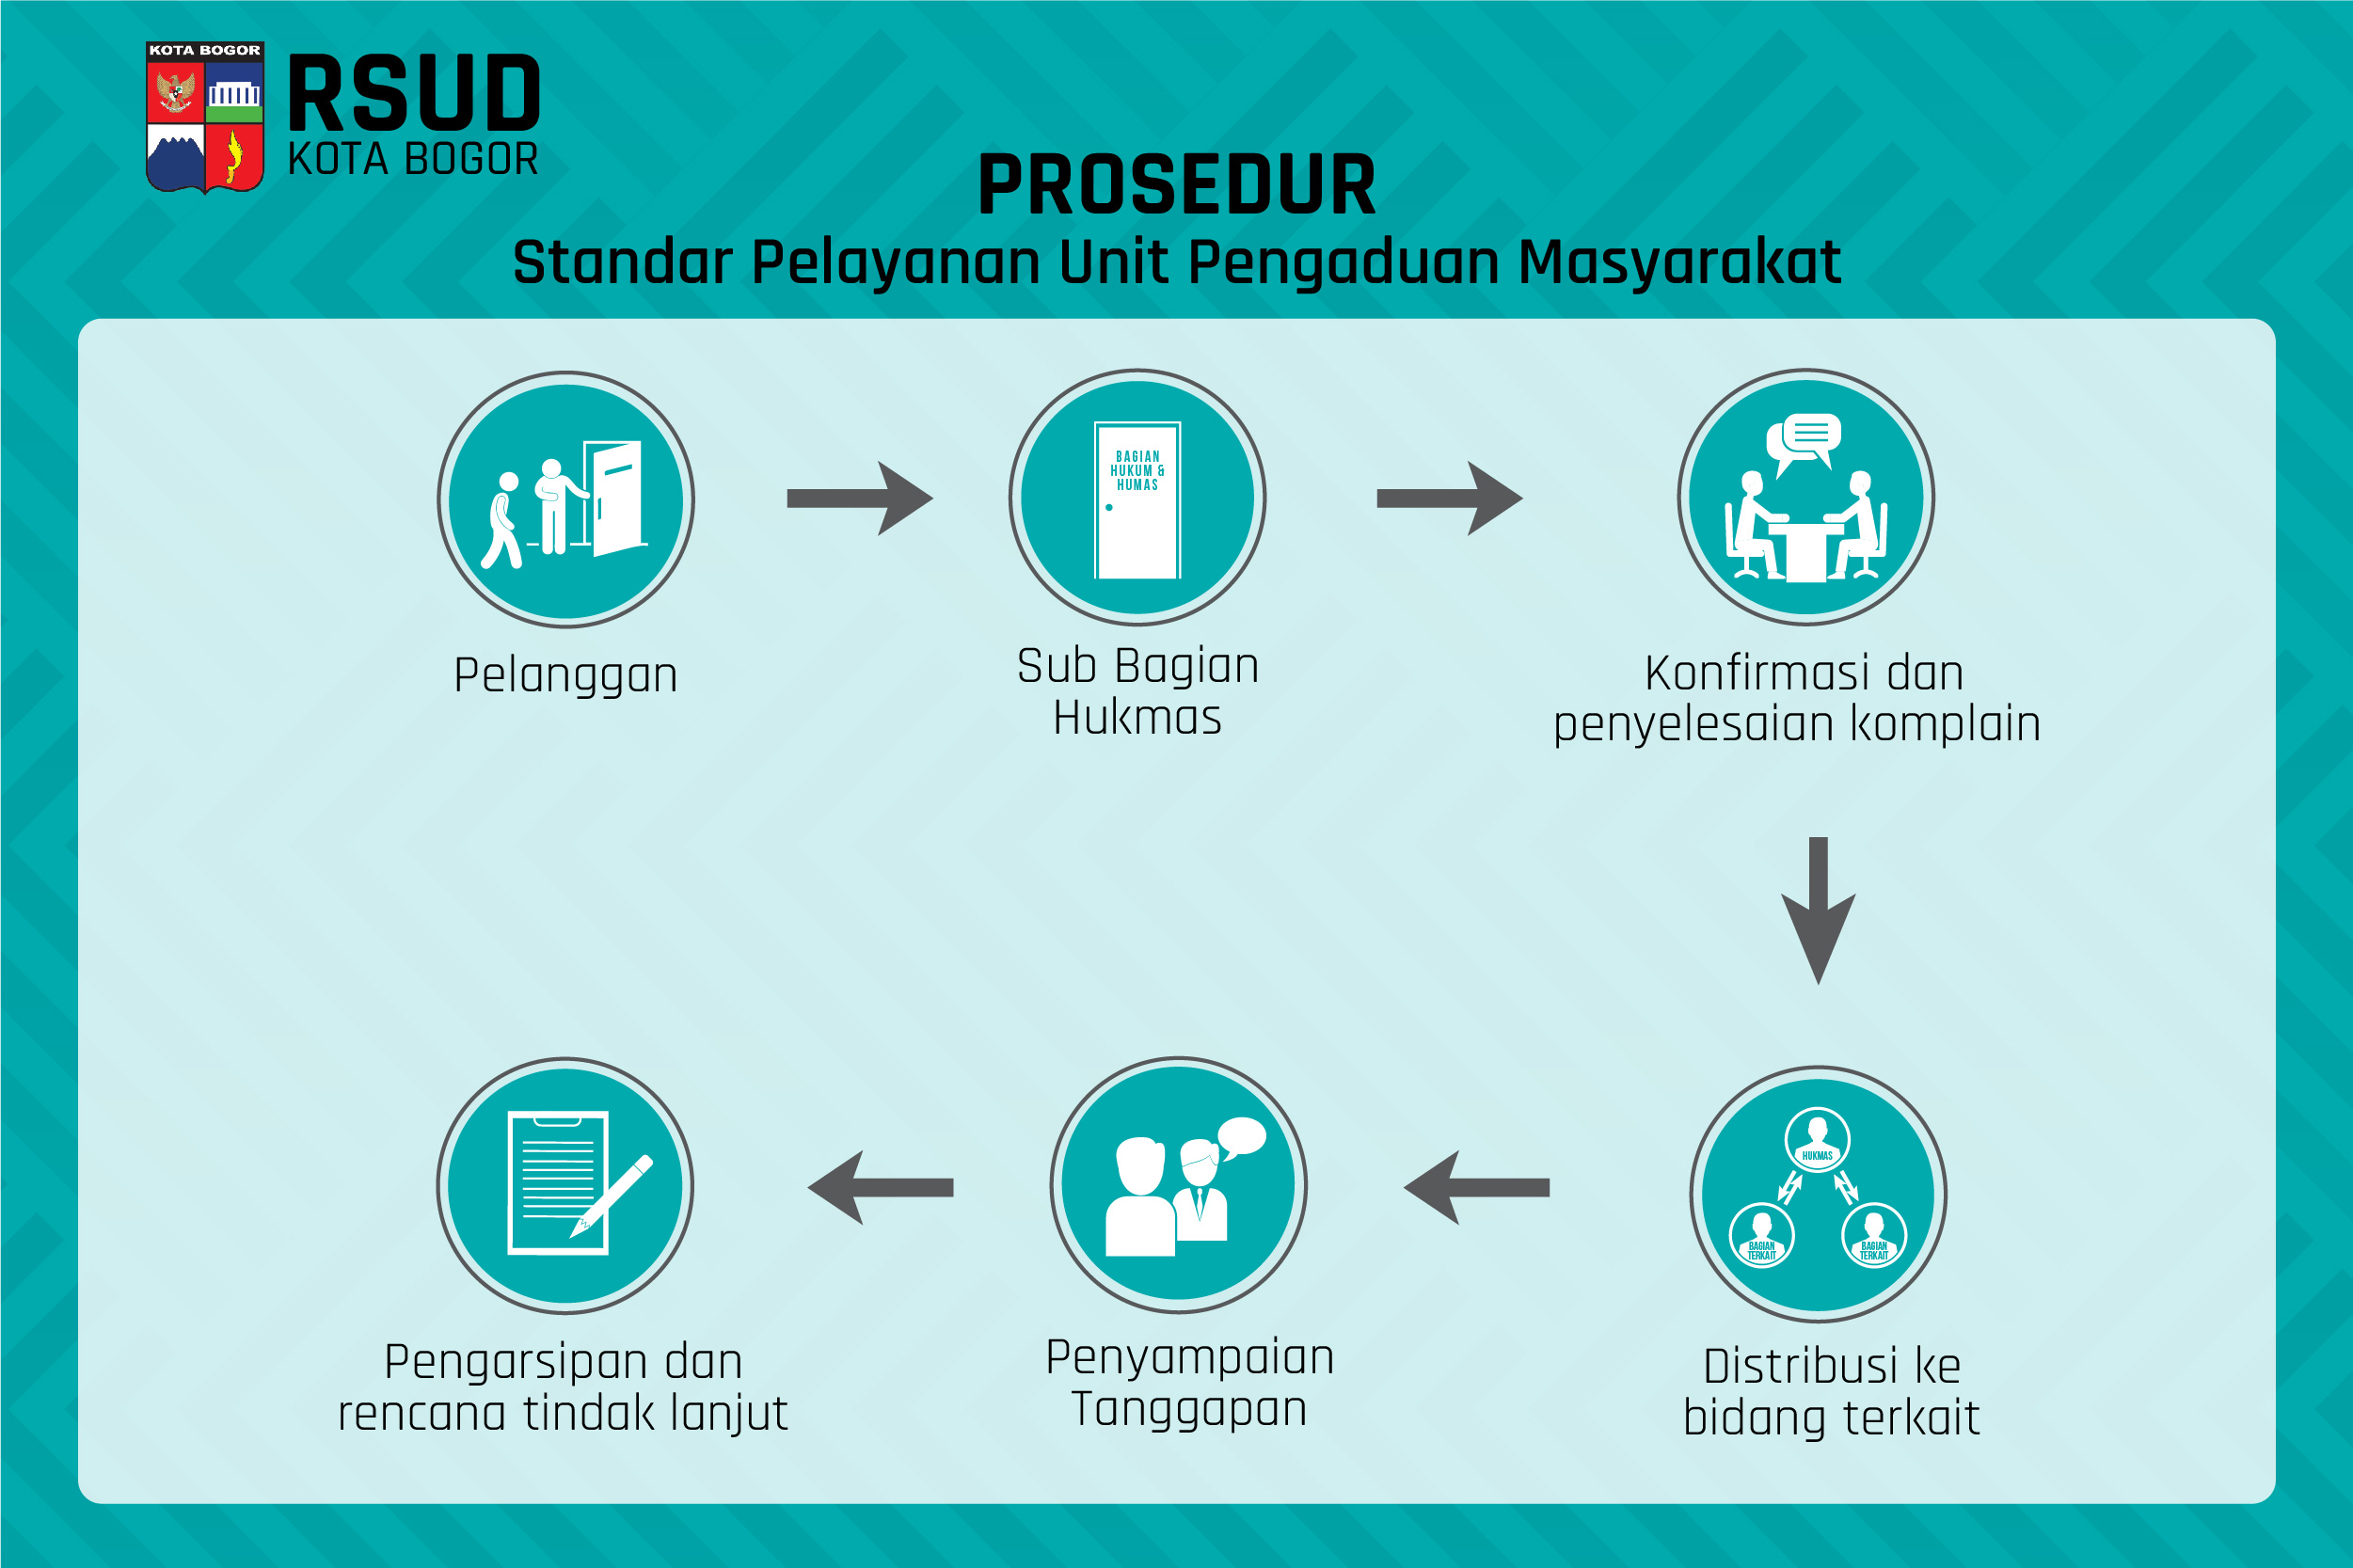 KOTA BOGOR
RSUD
KOTA BOGOR
PROSEDUR
Standar Pelayanan Unit Pengaduan Masyarakat
Pelanggan
BAGIAN
HUKUM &
HUMAS
Sub Bagian
Hukmas
Konfirmasi dan
penyelesaian komplain
HUKMAS
BAGIAN
TERKAIT
BAGIAN
TERKAIT
Distribusi ke
bidang terkait
Penyampaian
Tanggapan
Pengarsipan dan
rencana tindak lanjut